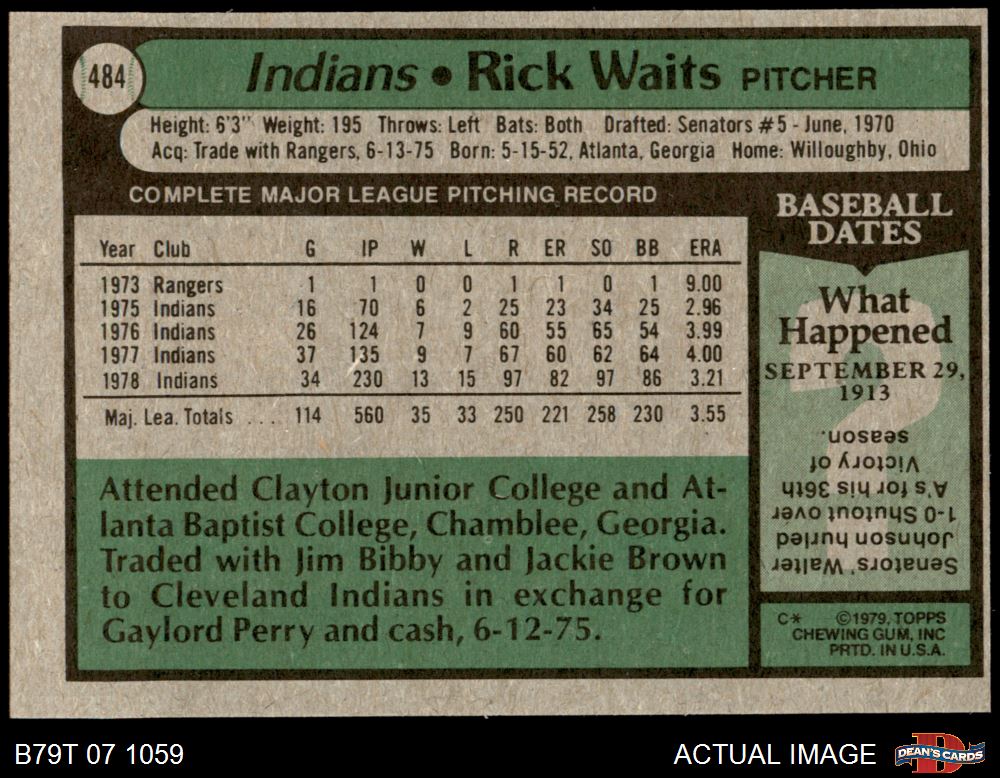 484
Indians • Rick Waits PITCHER
Height: 6'3" Weight: 195 Throws: Left Bats: Both Drafted: Senators #5 - June, 1970
Acq: Trade with Rangers, 6-13-75 Born: 5-15-52, Atlanta, Georgia Home: Willoughby, Ohio
COMPLETE MAJOR LEAGUE PITCHING RECORD
Year Club G IP W L R ER SO BB ERA
1973 Rangers 1 1 0 0 1 1 0 1 9.00
1975 Indians 16 70 6 2 25 23 34 25 2.96
1976 Indians 26 124 7 9 60 55 65 54 3.99
1977 Indians 37 135 9 7 67 60 62 64 4.00
1978 Indians 34 230 13 15 97 82 97 86 3.21
Maj. Lea. Totals .... 114 560 35 33 250 221 258 230 3.55
Attended Clayton Junior College and At-
lanta Baptist College, Chamblee, Georgia.
Traded with Jim Bibby and Jackie Brown
to Cleveland Indians in exchange for
Gaylord Perry and cash, 6-12-75.
BASEBALL
DATES
What
Happened
SEPTEMBER 29,
1913
Senators' Walter
Johnson hurled
1-0 Shutout over
A's for his 36th
Victory of
season.
C* ©1979, TOPPS
CHEWING GUM, INC
PRTD. IN U.S.A.
B79T 07 1059
ACTUAL IMAGE
DEAN'S CARDS